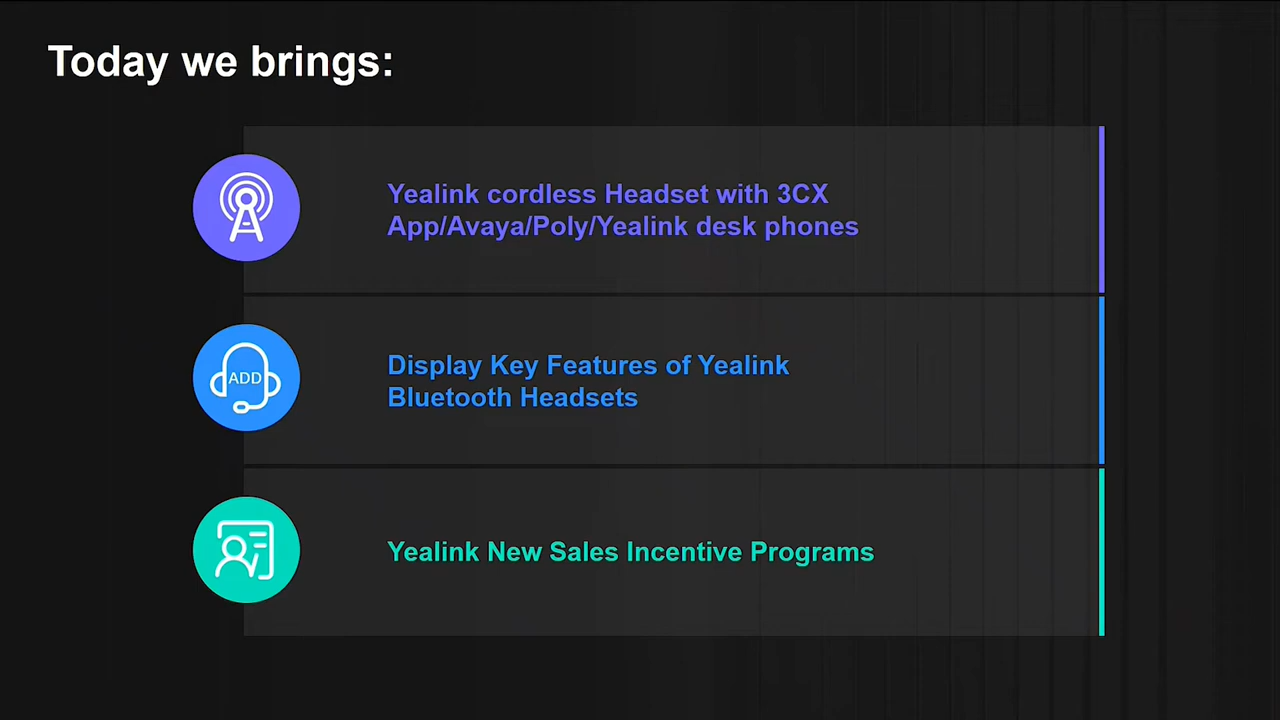 Today we brings:
Yealink cordless Headset with 3CX
App/Avaya/Poly/Yealink desk phones
ADD
Display Key Features of Yealink
Bluetooth Headsets
Yealink New Sales Incentive Programs